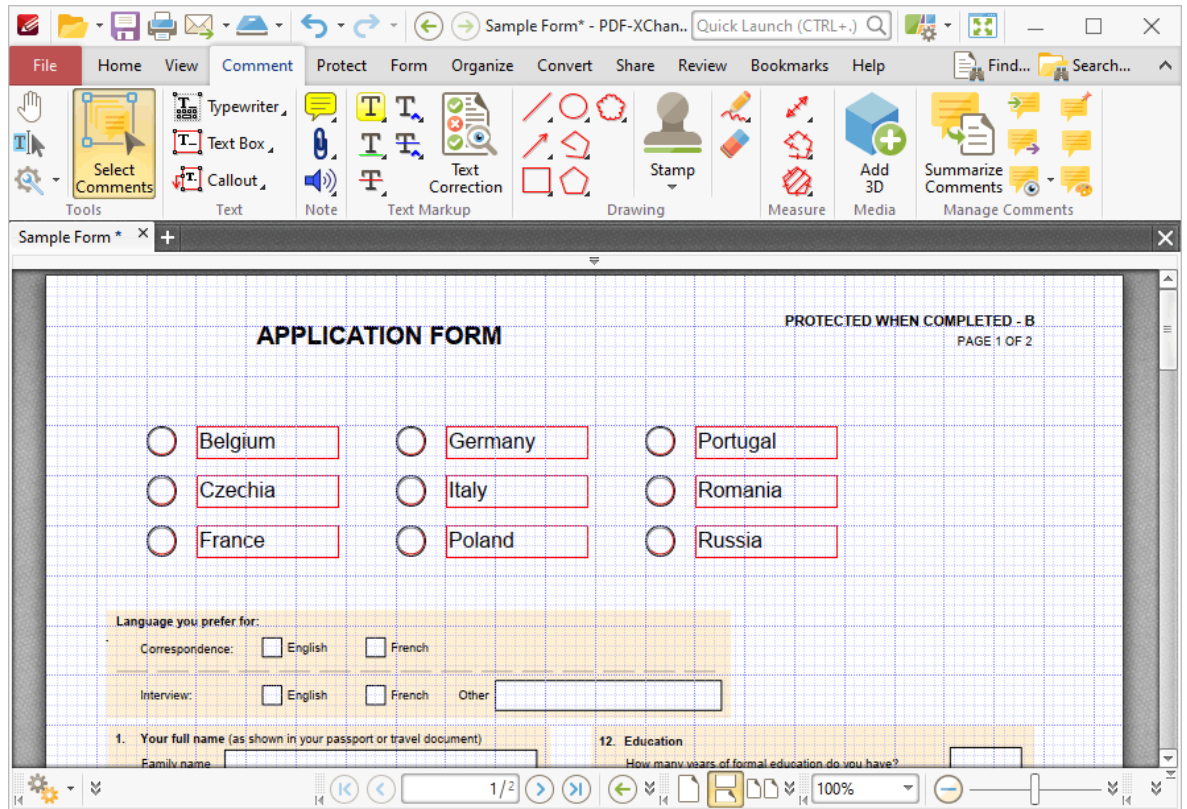 Sample Form* - PDF-XChan..
Quick Launch (CTRL+.)
File Home View Comment Protect Form Organize Convert Share Review Bookmarks Help Find... Search...
Select Comments
Typewriter
Text Box
Callout
Text Correction
Stamp
Add 3D
Summarize Comments
Tools Text Note Text Markup Drawing Measure Media Manage Comments
Sample Form *
APPLICATION FORM
PROTECTED WHEN COMPLETED - B
PAGE 1 OF 2
Belgium Germany Portugal
Czechia Italy Romania
France Poland Russia
Language you prefer for:
Correspondence: English French
Interview: English French Other
1. Your full name (as shown in your passport or travel document)
Family name
12. Education
How many years of formal education do you have?
1/2
100%